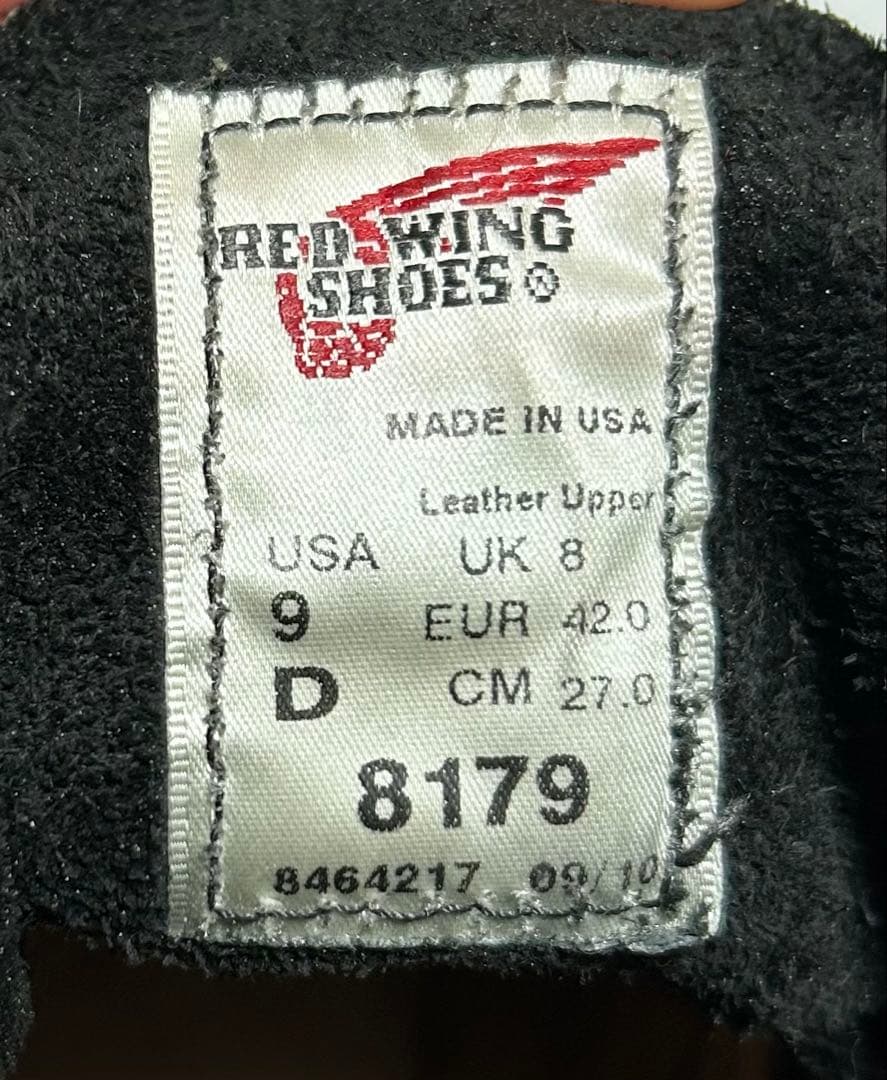 RED WING
SHOES®
MADE IN USA
Leather Upper
USA UK 8
9 EUR 42.0
D CM 27.0
8179
8464217 09/10